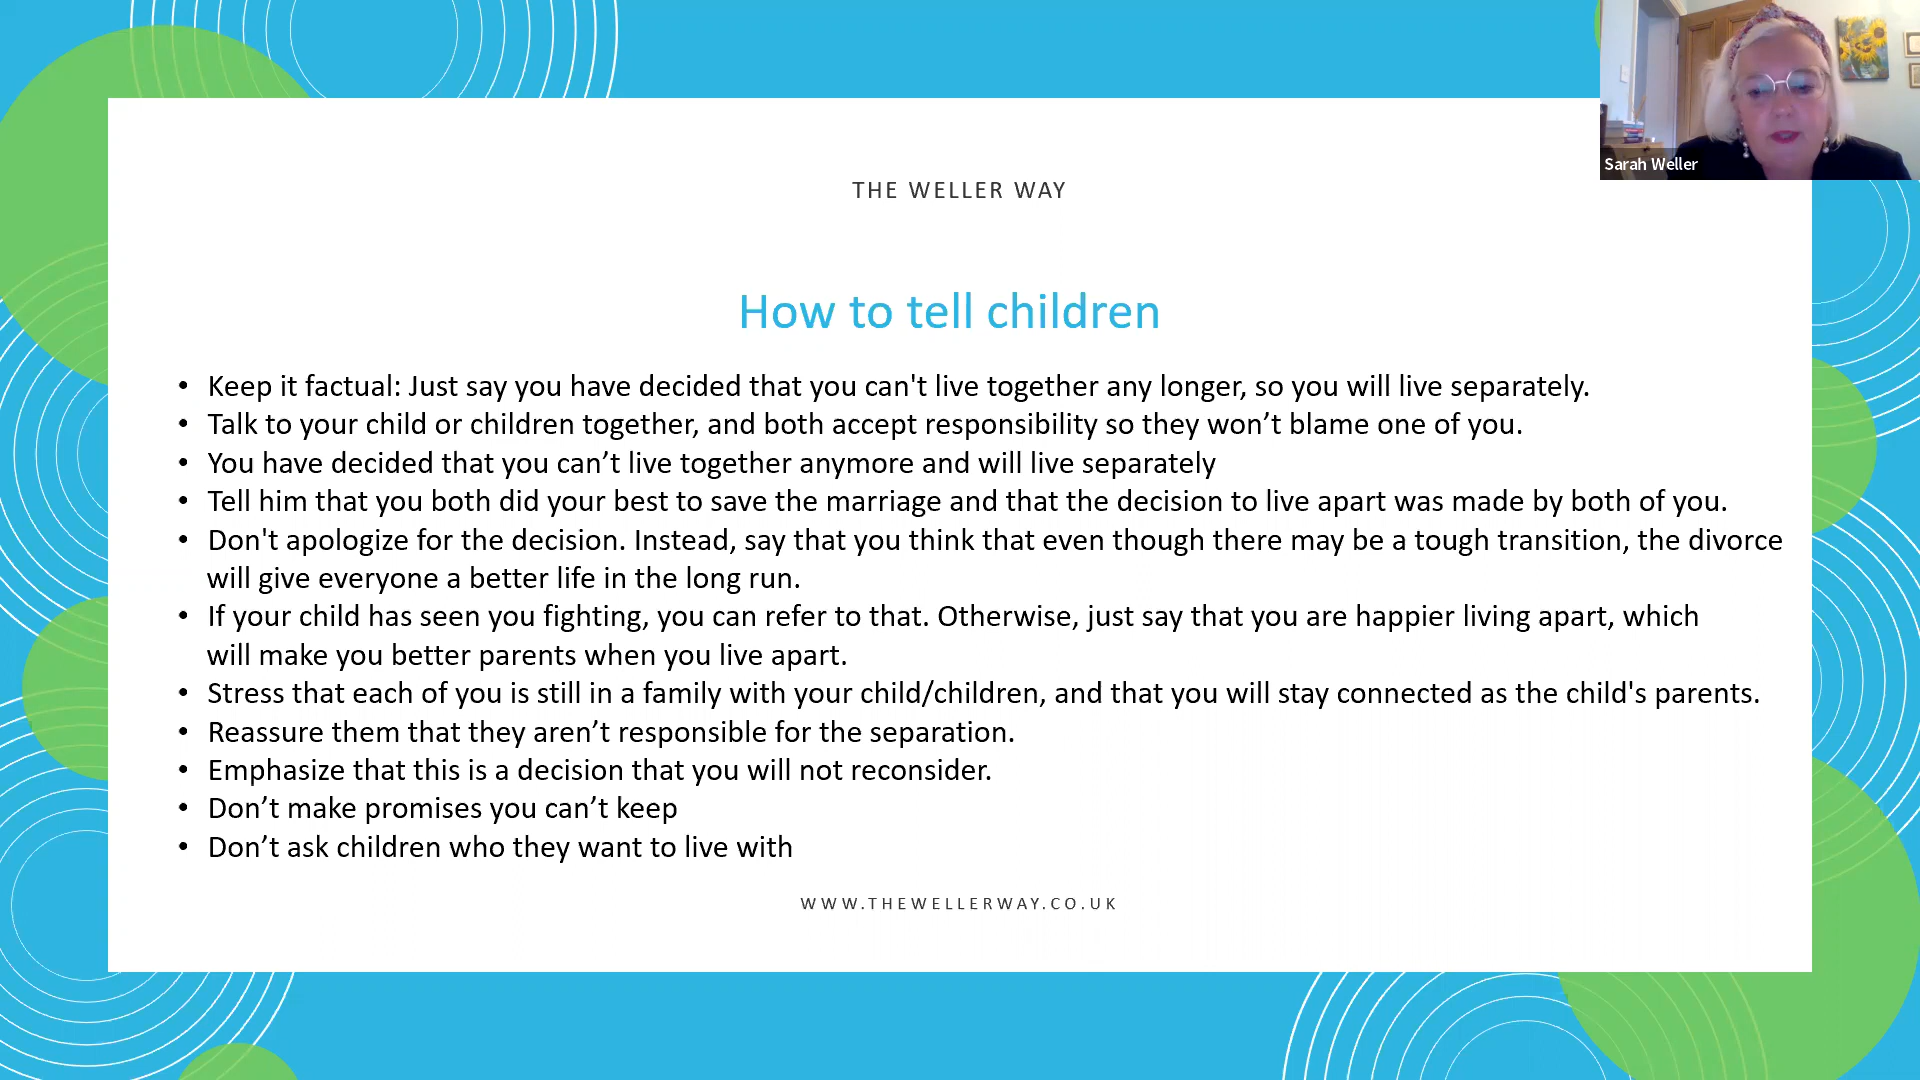 Sarah Weller
THE WELLER WAY
How to tell children
• Keep it factual: Just say you have decided that you can't live together any longer, so you will live separately.
• Talk to your child or children together, and both accept responsibility so they won’t blame one of you.
• You have decided that you can’t live together anymore and will live separately
• Tell him that you both did your best to save the marriage and that the decision to live apart was made by both of you.
• Don't apologize for the decision. Instead, say that you think that even though there may be a tough transition, the divorce
will give everyone a better life in the long run.
• If your child has seen you fighting, you can refer to that. Otherwise, just say that you are happier living apart, which
will make you better parents when you live apart.
• Stress that each of you is still in a family with your child/children, and that you will stay connected as the child's parents.
• Reassure them that they aren’t responsible for the separation.
• Emphasize that this is a decision that you will not reconsider.
• Don’t make promises you can’t keep
• Don’t ask children who they want to live with
WWW.THEWELLERWAY.CO.UK